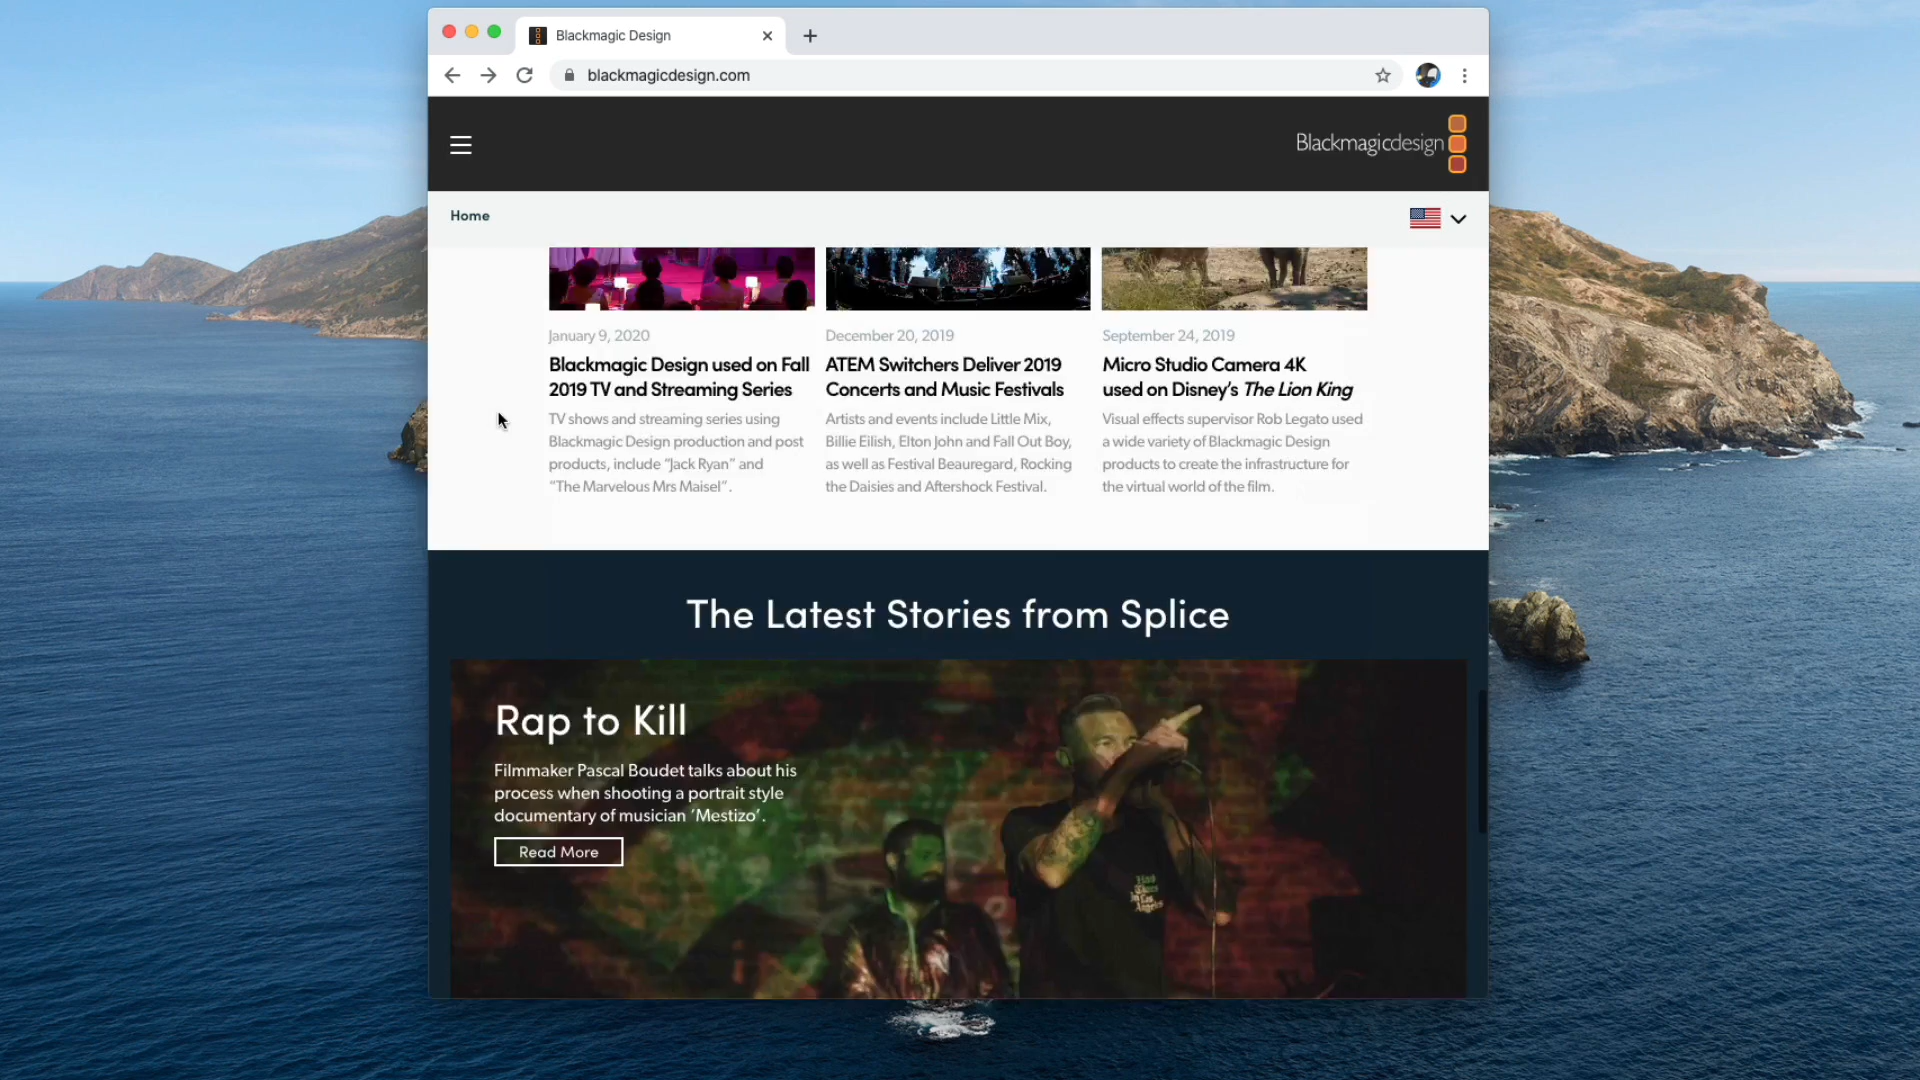 Blackmagic Design
blackmagicdesign.com
Blackmagicdesign
Home
January 9, 2020
Blackmagic Design used on Fall
2019 TV and Streaming Series
TV shows and streaming series using
Blackmagic Design production and post
products, include “Jack Ryan” and
“The Marvelous Mrs Maisel”.
December 20, 2019
ATEM Switchers Deliver 2019
Concerts and Music Festivals
Artists and events include Little Mix,
Billie Eilish, Elton John and Fall Out Boy,
as well as Festival Beauregard, Rocking
the Daisies and Aftershock Festival.
September 24, 2019
Micro Studio Camera 4K
used on Disney’s The Lion King
Visual effects supervisor Rob Legato used
a wide variety of Blackmagic Design
products to create the infrastructure for
the virtual world of the film.
The Latest Stories from Splice
Rap to Kill
Filmmaker Pascal Boudet talks about his
process when shooting a portrait style
documentary of musician ‘Mestizo’.
Read More